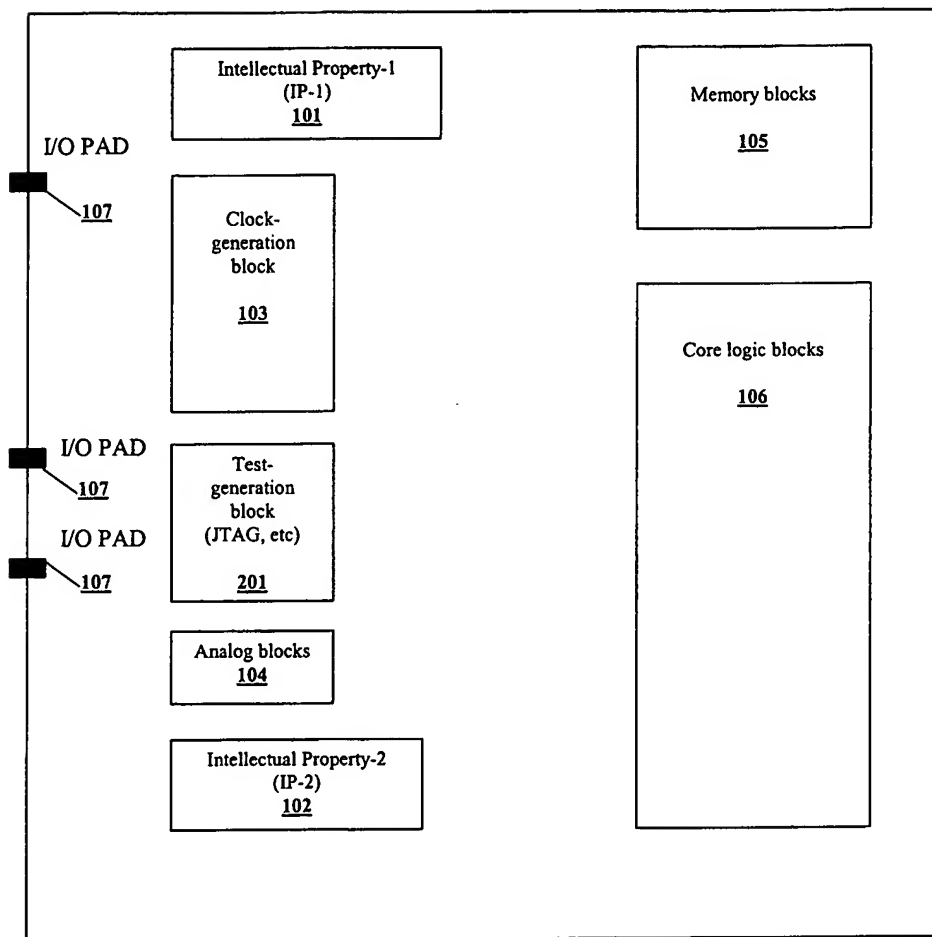 Intellectual Property-1
(IP-1)
101
Memory blocks
105
I/O PAD
107
Clock-
generation
block
103
Core logic blocks
106
I/O PAD
107
Test-
generation
block
(JTAG, etc)
201
I/O PAD
107
Analog blocks
104
Intellectual Property-2
(IP-2)
102